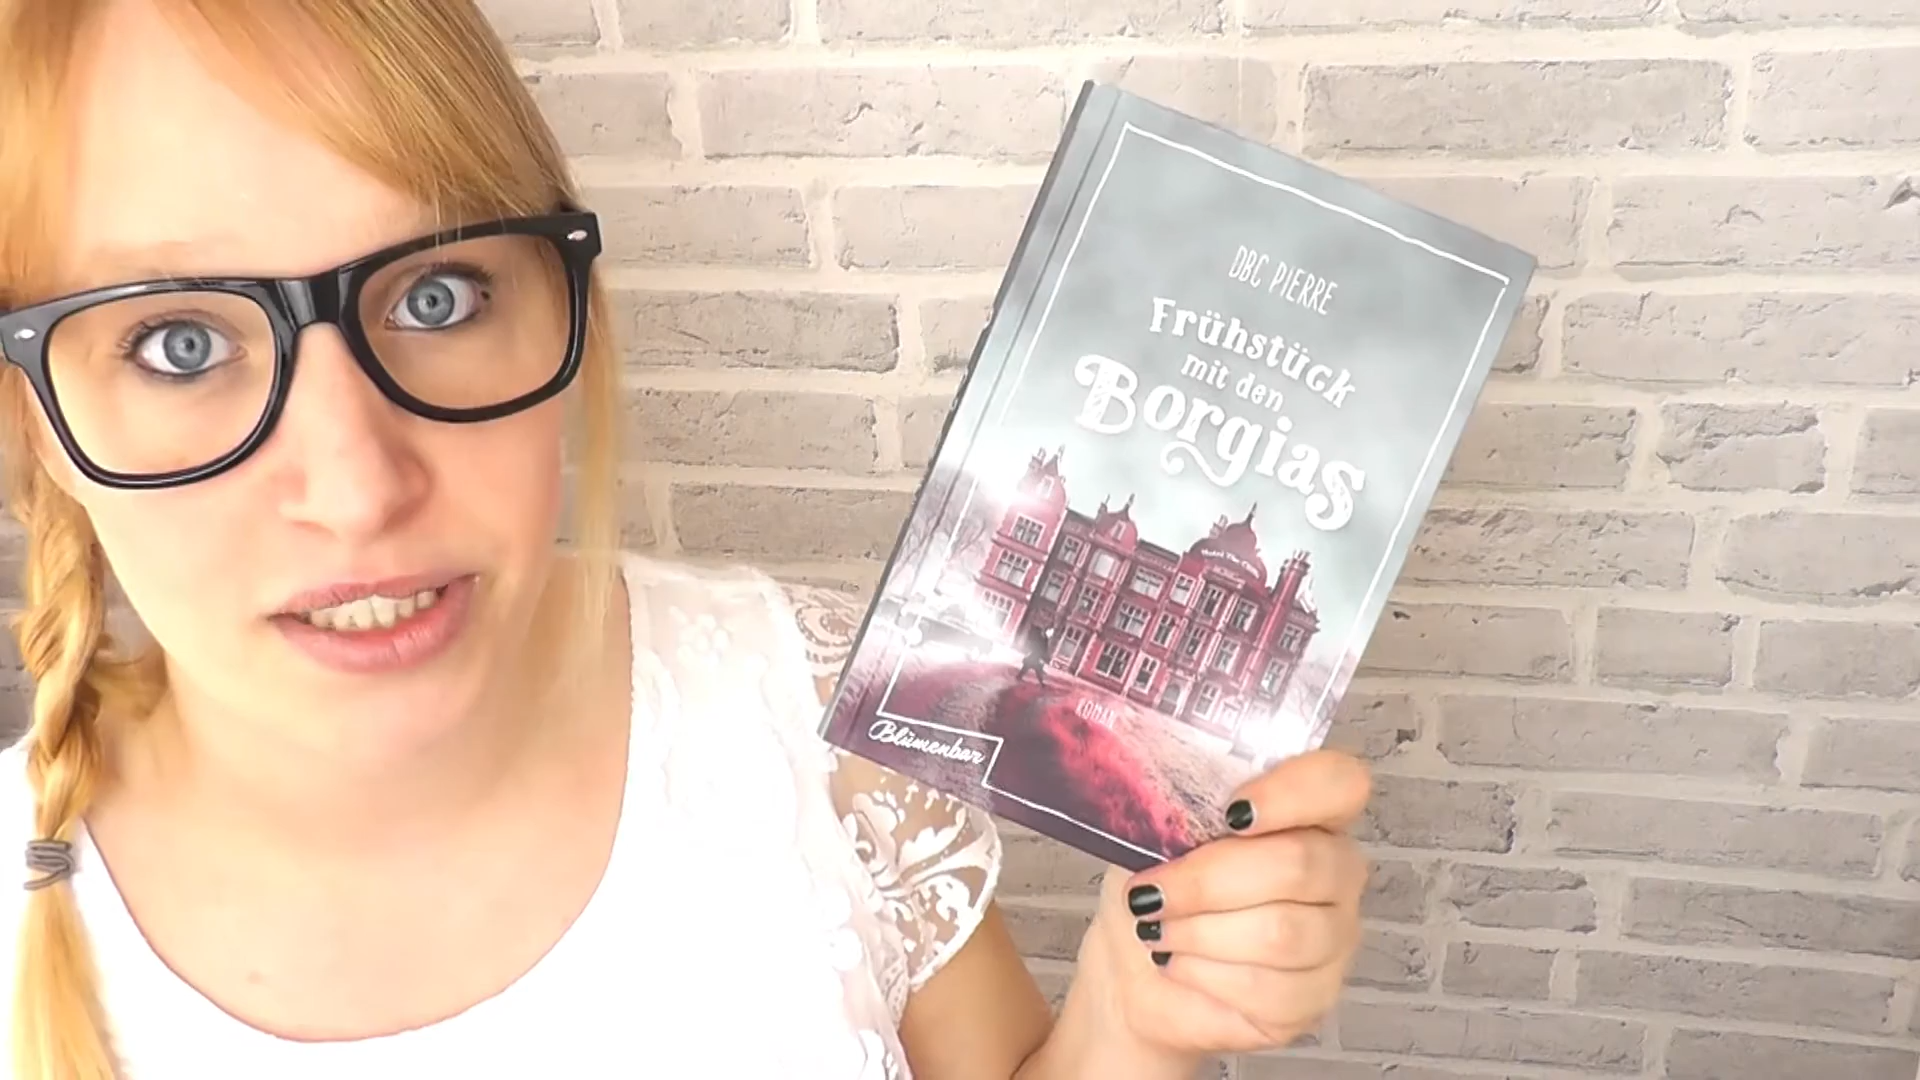 DBC PIERRE
Frühstück
mit den
Borgias
ROMAN
Blumenbar